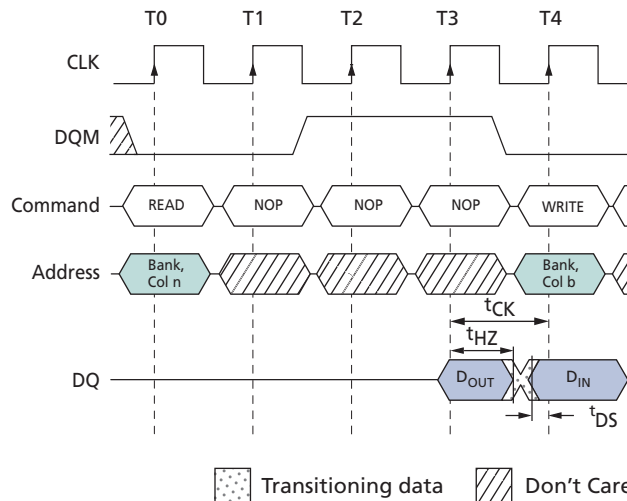 T0 T1 T2 T3 T4
CLK
DQM
Command READ NOP NOP NOP WRITE
Address Bank, Col n Bank, Col b
tCK
tHZ
DQ DOUT DIN
tDS
Transitioning data Don't Care